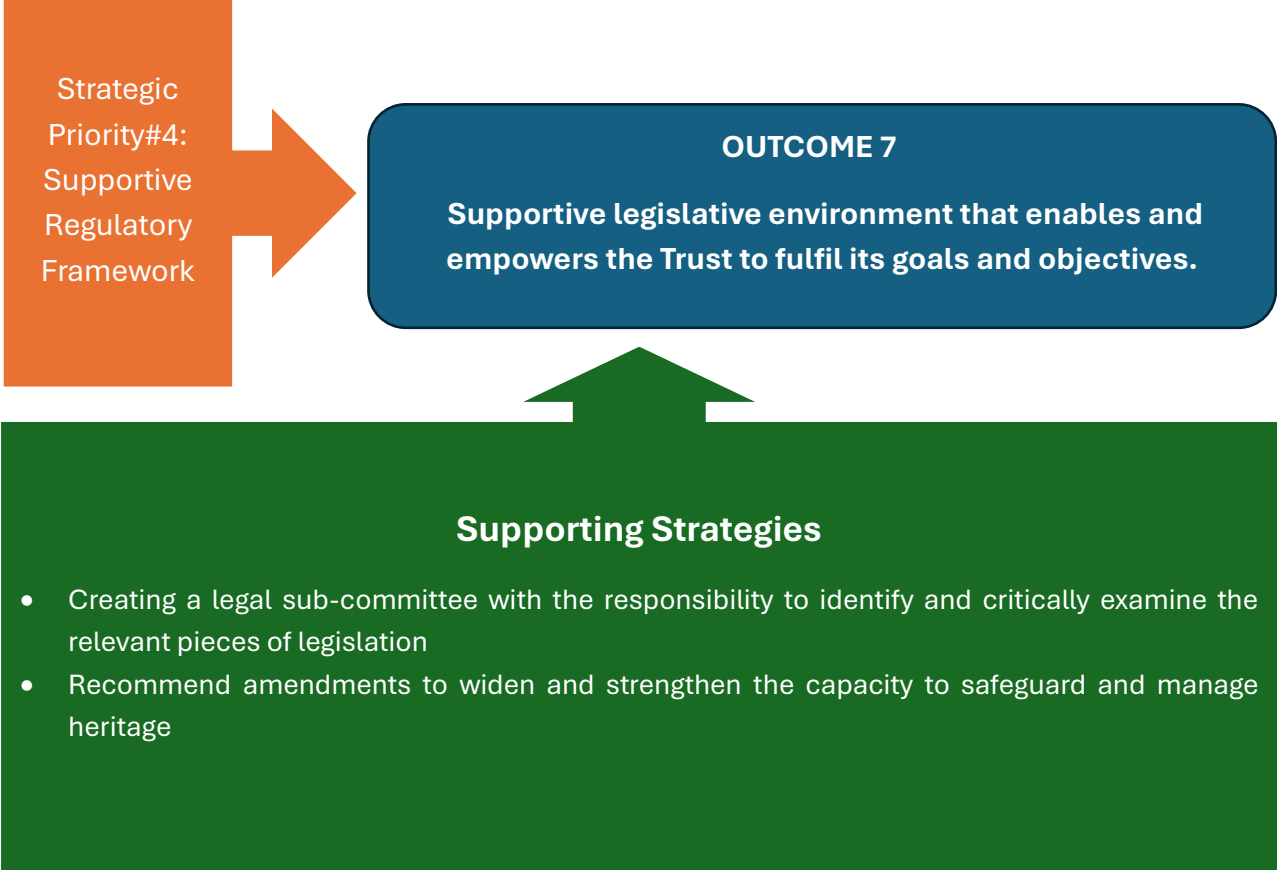 Strategic
Priority#4:
Supportive
Regulatory
Framework
OUTCOME 7
Supportive legislative environment that enables and
empowers the Trust to fulfil its goals and objectives.
Supporting Strategies
• Creating a legal sub-committee with the responsibility to identify and critically examine the
relevant pieces of legislation
• Recommend amendments to widen and strengthen the capacity to safeguard and manage
heritage